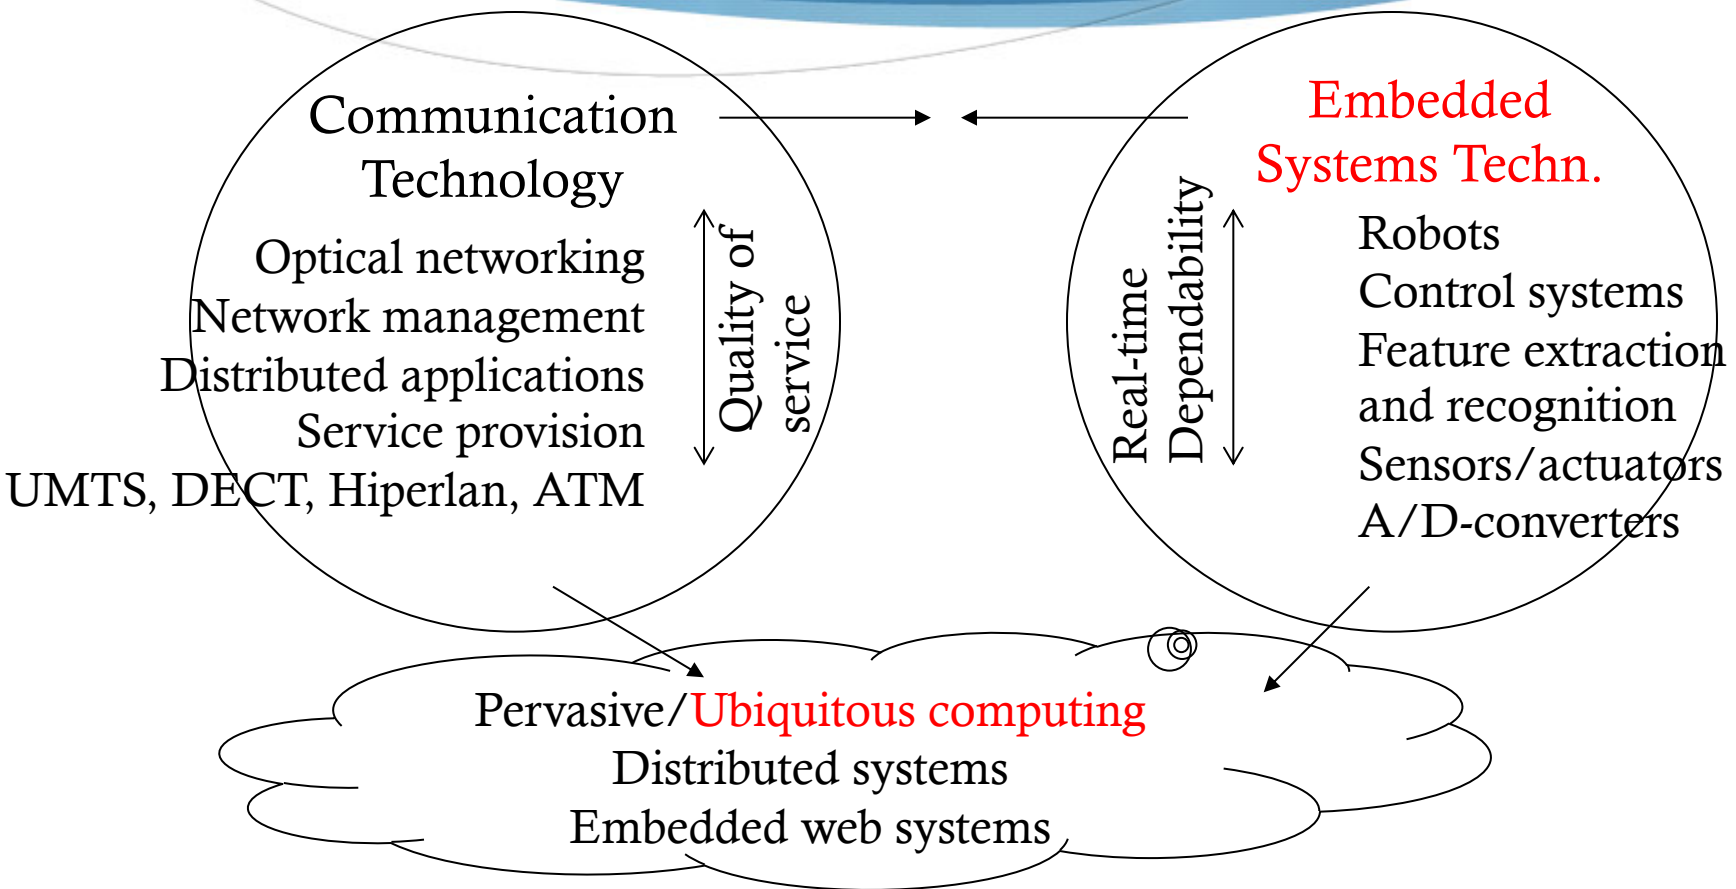 Communication
Technology
Optical networking
Network management
Distributed applications
Service provision
UMTS, DECT, Hiperlan, ATM
Quality of
service
Embedded
Systems Techn.
Real-time
Dependability
Robots
Control systems
Feature extraction
and recognition
Sensors/actuators
A/D-converters
Pervasive/Ubiquitous computing
Distributed systems
Embedded web systems